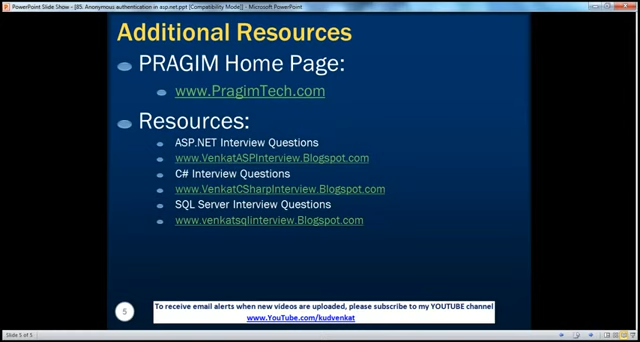 PowerPoint Slide Show - [85. Anonymous authentication in asp.net.ppt [Compatibility Mode]] - Microsoft PowerPoint
Additional Resources
PRAGIM Home Page:
www.PragimTech.com
Resources:
ASP.NET Interview Questions
www.VenkatASPInterview.Blogspot.com
C# Interview Questions
www.VenkatCSharpInterview.Blogspot.com
SQL Server Interview Questions
www.venkatsqlinterview.Blogspot.com
5
To receive email alerts when new videos are uploaded, please subscribe to my YOUTUBE channel
www.YouTube.com/kudvenkat
Slide 5 of 5